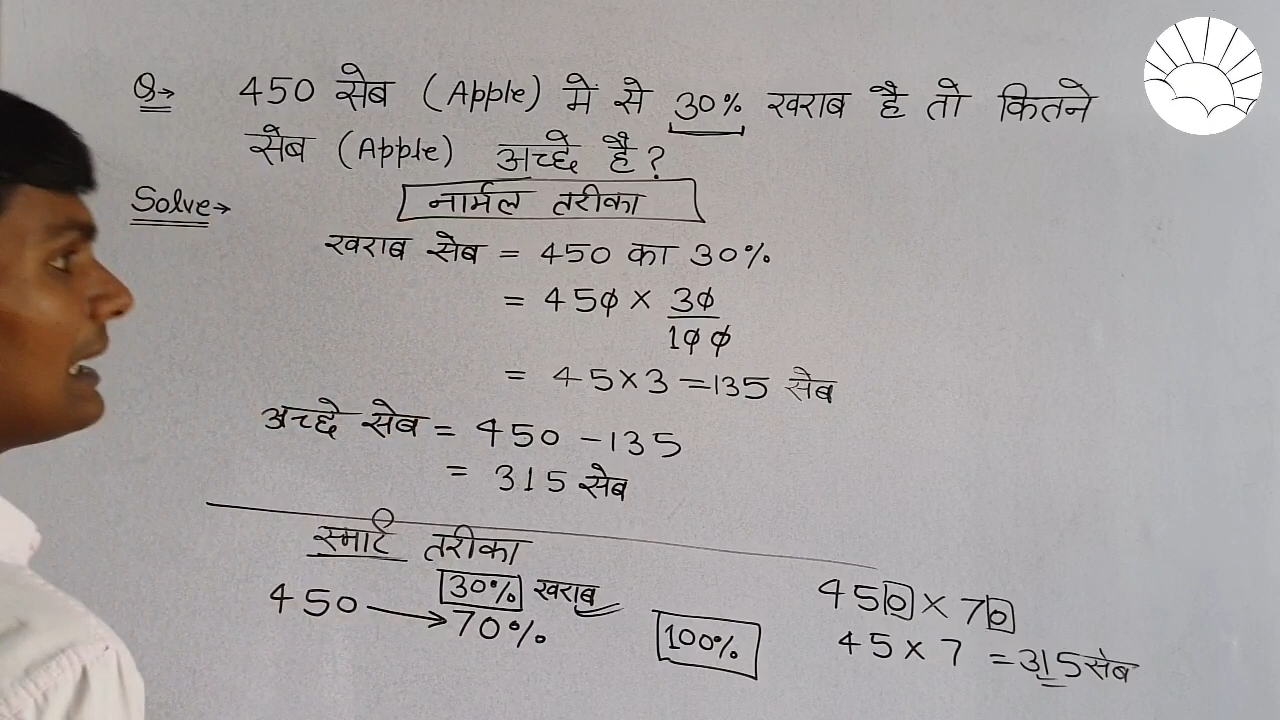 Q→ 450 सेब (Apple) में से 30% खराब है तो कितने
सेब (Apple) अच्छे है?
Solve→ नार्मल तरीका
खराब सेब = 450 का 30%
= 450 × 30/100
= 45×3 =135 सेब
अच्छे सेब = 450 -135
= 315 सेब
स्मार्ट तरीका
30% खराब
450 → 70%
100%
450 × 70
45 × 7 =315सेब